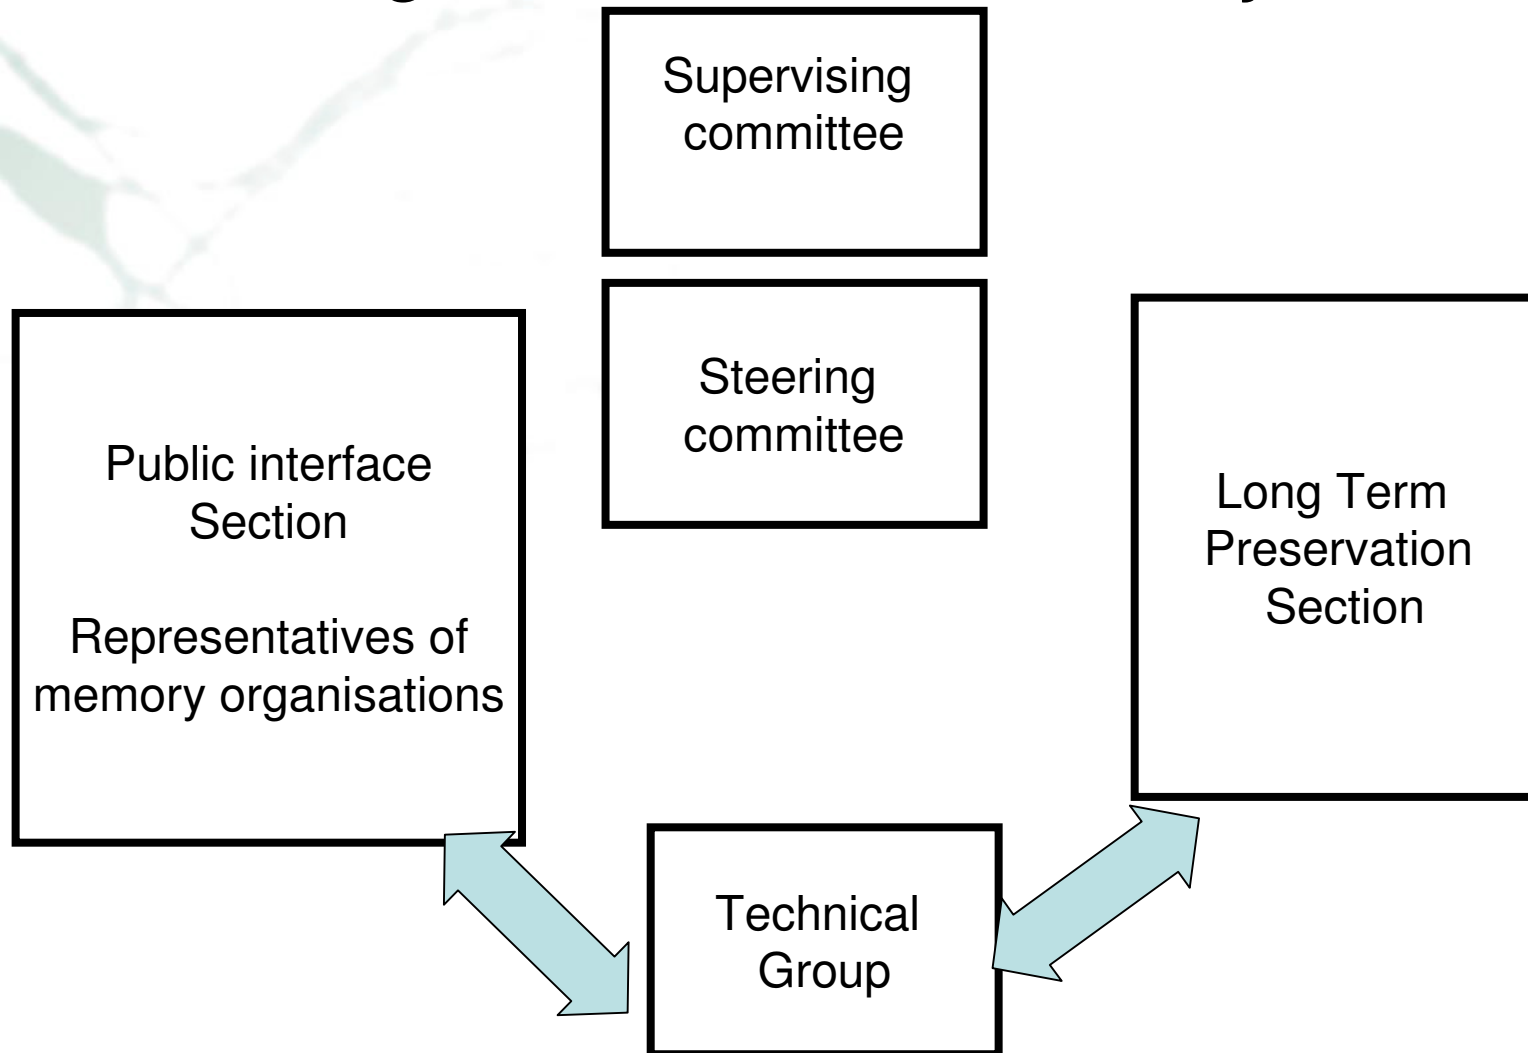 Supervising
committee
Steering
committee
Public interface
Section
Representatives of
memory organisations
Long Term
Preservation
Section
Technical
Group